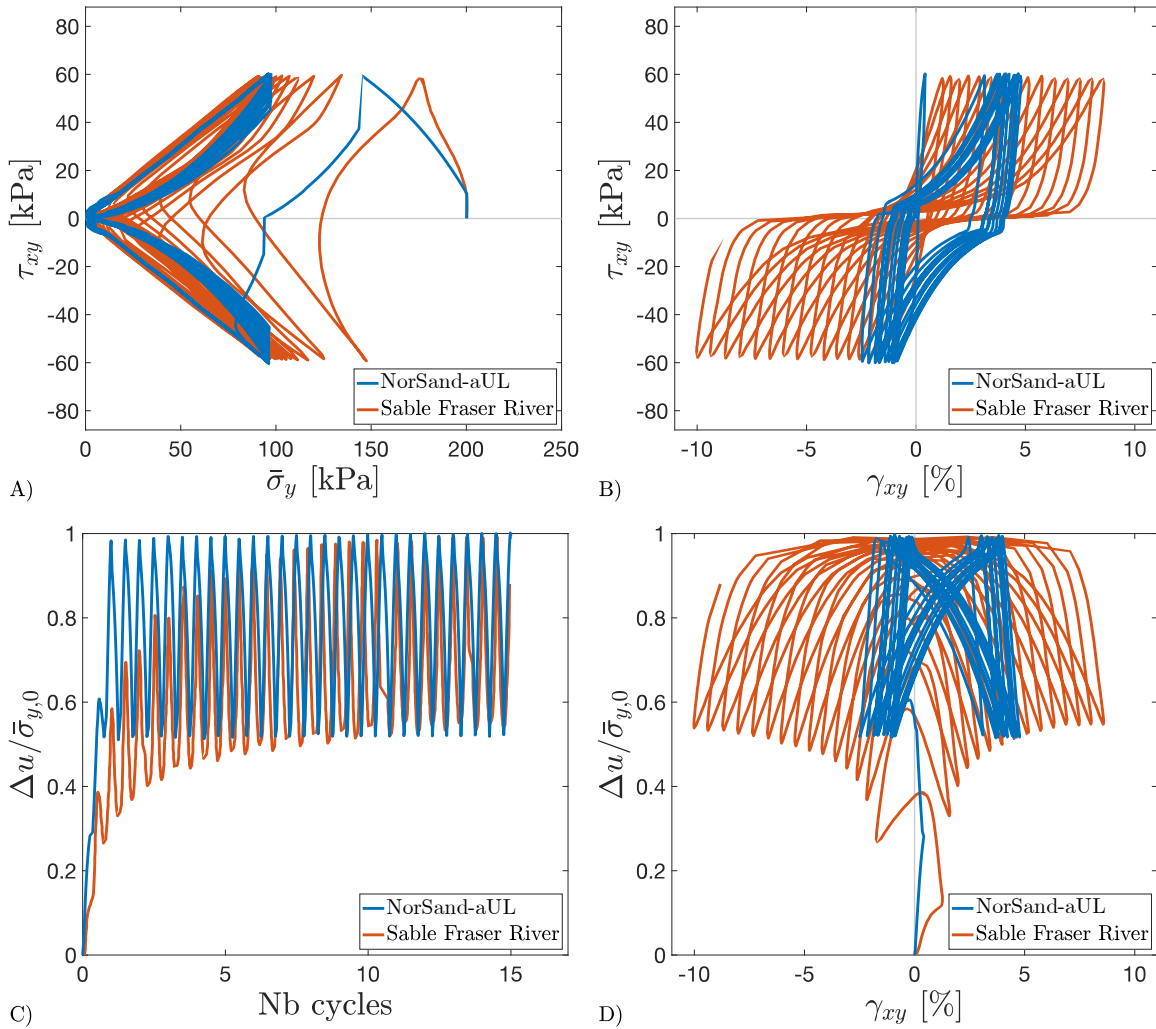 80
60
40
20
0
-20
-40
-60
-80
τxy [kPa]
0 50 100 150 200 250
σ̄y [kPa]
NorSand-aUL
Sable Fraser River
A)
80
60
40
20
0
-20
-40
-60
-80
τxy [kPa]
-10 -5 0 5 10
γxy [%]
NorSand-aUL
Sable Fraser River
B)
1
0.8
0.6
0.4
0.2
0
Δu/σ̄y,0
0 5 10 15
Nb cycles
NorSand-aUL
Sable Fraser River
C)
1
0.8
0.6
0.4
0.2
0
Δu/σ̄y,0
-10 -5 0 5 10
γxy [%]
NorSand-aUL
Sable Fraser River
D)